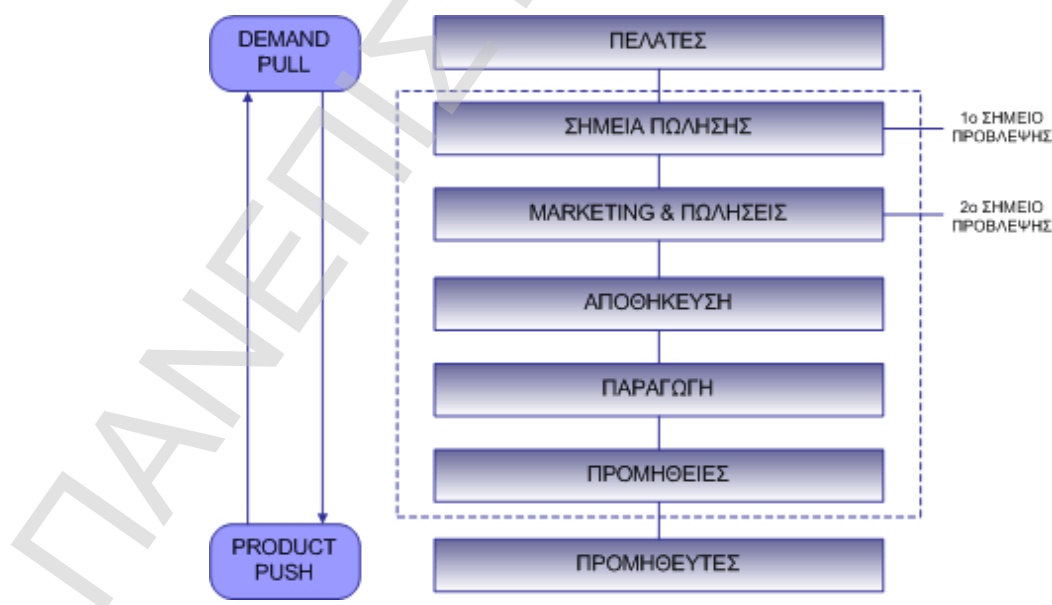 DEMAND
PULL
ΠΕΛΑΤΕΣ
ΣΗΜΕΙΑ ΠΩΛΗΣΗΣ
1ο ΣΗΜΕΙΟ
ΠΡΟΒΛΕΨΗΣ
MARKETING & ΠΩΛΗΣΕΙΣ
2ο ΣΗΜΕΙΟ
ΠΡΟΒΛΕΨΗΣ
ΑΠΟΘΗΚΕΥΣΗ
ΠΑΡΑΓΩΓΗ
ΠΡΟΜΗΘΕΙΕΣ
PRODUCT
PUSH
ΠΡΟΜΗΘΕΥΤΕΣ
ΠΑΝΕΠΙΣ